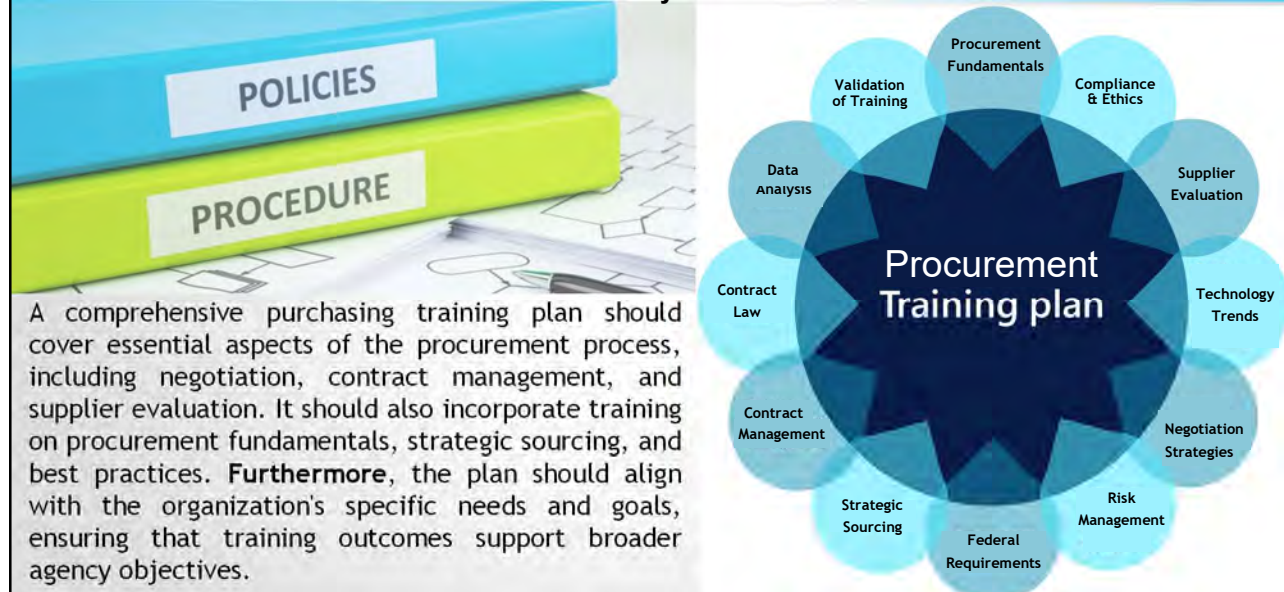 POLICIES
PROCEDURE
A comprehensive purchasing training plan should
cover essential aspects of the procurement process,
including negotiation, contract management, and
supplier evaluation. It should also incorporate training
on procurement fundamentals, strategic sourcing, and
best practices. Furthermore, the plan should align
with the organization's specific needs and goals,
ensuring that training outcomes support broader
agency objectives.
Procurement
Fundamentals
Compliance
& Ethics
Supplier
Evaluation
Technology
Trends
Negotiation
Strategies
Risk
Management
Federal
Requirements
Strategic
Sourcing
Contract
Management
Contract
Law
Data
Analysis
Validation
of Training
Procurement
Training plan